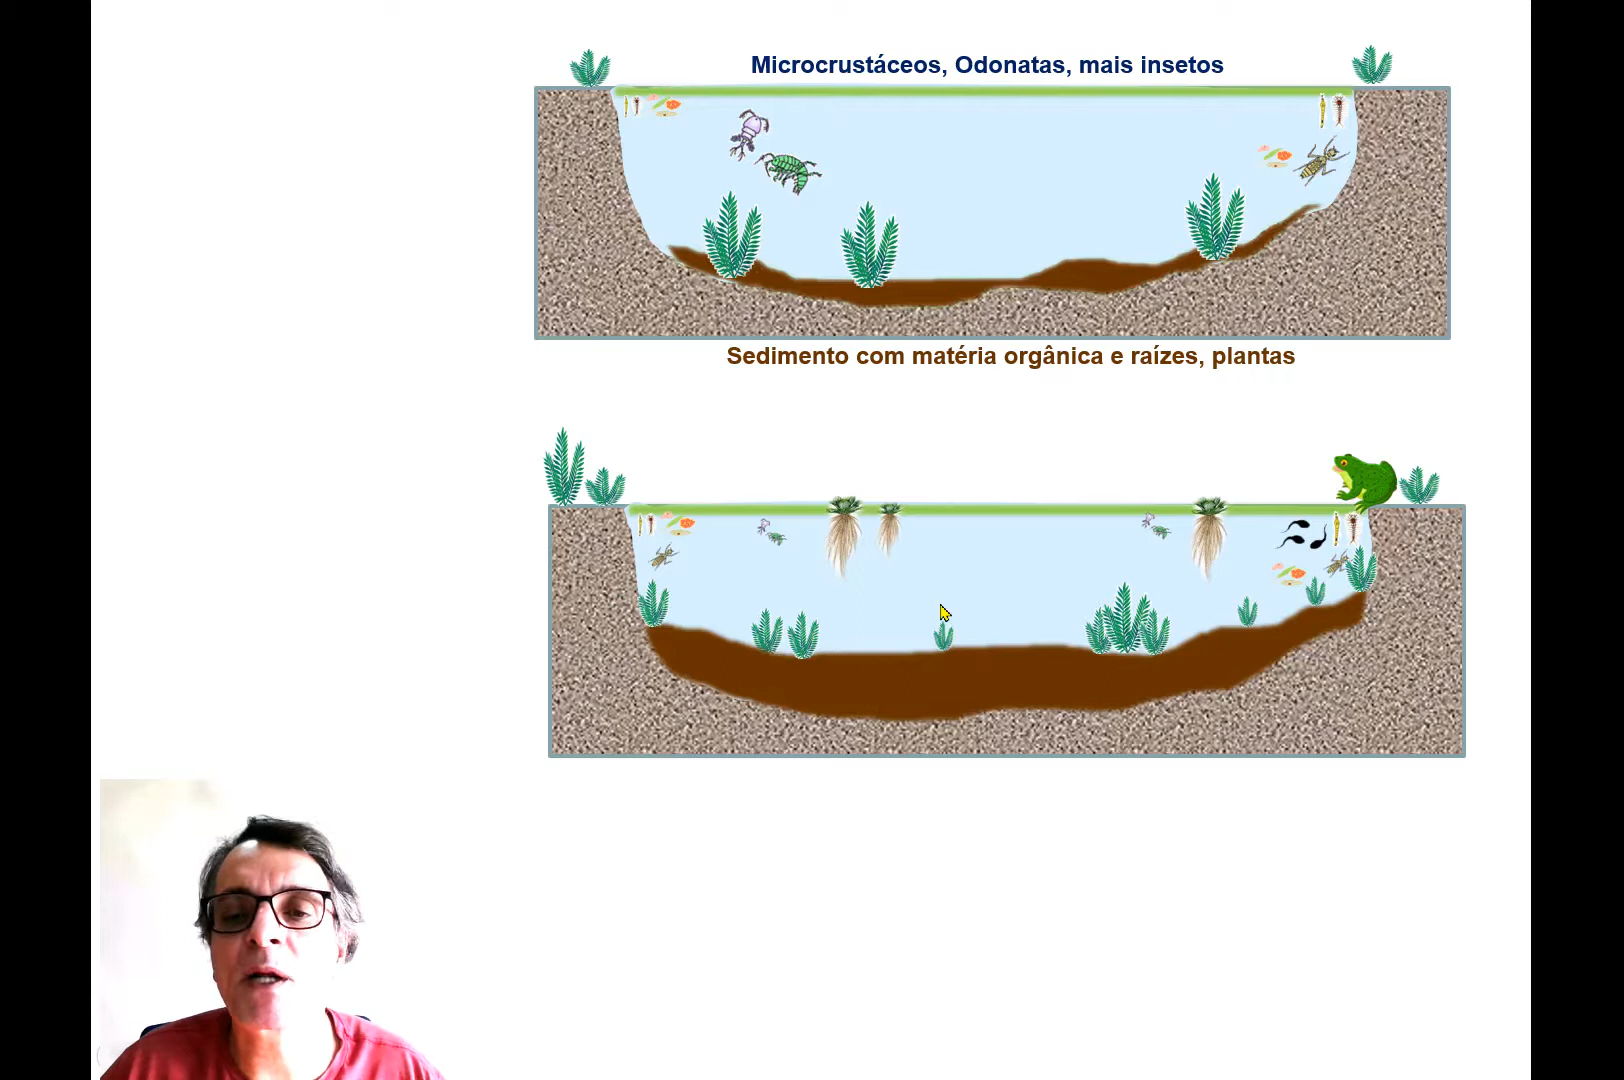 Microcrustáceos, Odonatas, mais insetos
Sedimento com matéria orgânica e raízes, plantas